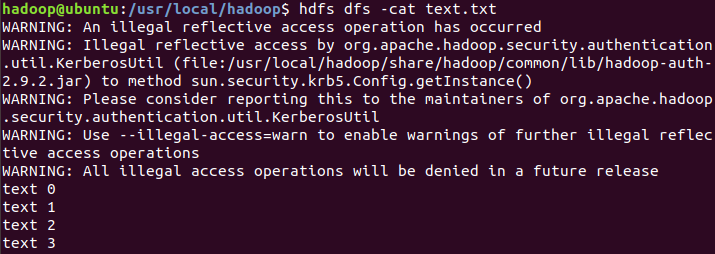 hadoop@ubuntu:/usr/local/hadoop$ hdfs dfs -cat text.txt
WARNING: An illegal reflective access operation has occurred
WARNING: Illegal reflective access by org.apache.hadoop.security.authentication
.util.KerberosUtil (file:/usr/local/hadoop/share/hadoop/common/lib/hadoop-auth-
2.9.2.jar) to method sun.security.krb5.Config.getInstance()
WARNING: Please consider reporting this to the maintainers of org.apache.hadoop
.security.authentication.util.KerberosUtil
WARNING: Use --illegal-access=warn to enable warnings of further illegal reflec
tive access operations
WARNING: All illegal access operations will be denied in a future release
text 0
text 1
text 2
text 3